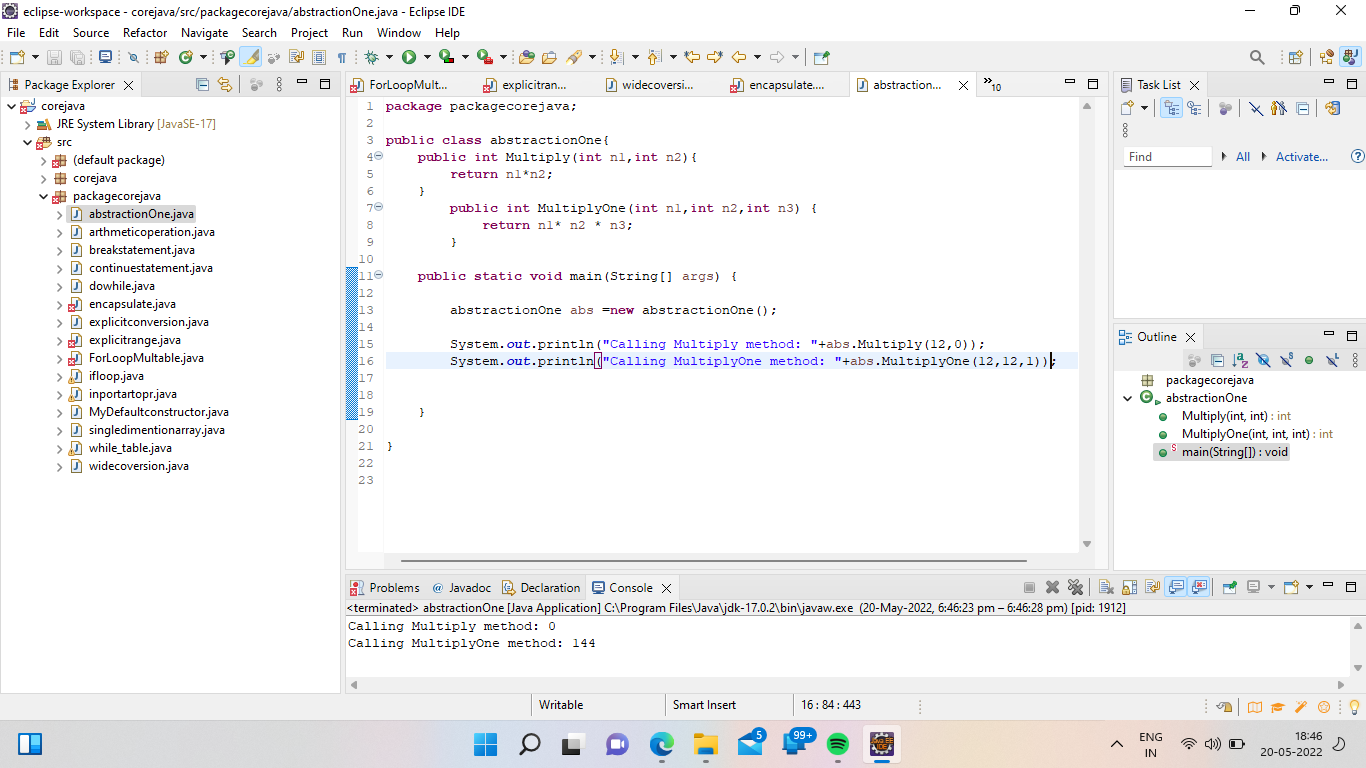 eclipse-workspace - corejava/src/packagecorejava/abstractionOne.java - Eclipse IDE
File Edit Source Refactor Navigate Search Project Run Window Help
Package Explorer
corejava
JRE System Library [JavaSE-17]
src
(default package)
corejava
packagecorejava
abstractionOne.java
arthmeticoperation.java
breakstatement.java
continuestatement.java
dowhile.java
encapsulate.java
explicitconversion.java
explicitrange.java
ForLoopMultable.java
ifloop.java
inportartopr.java
MyDefaultconstructor.java
singledimentionarray.java
while_table.java
widecoversion.java
ForLoopMult... explicitran... widecoversi... encapsulate.... abstraction... »10
1 package packagecorejava;
2
3 public class abstractionOne{
4 public int Multiply(int n1,int n2){
5 return n1*n2;
6 }
7 public int MultiplyOne(int n1,int n2,int n3) {
8 return n1* n2 * n3;
9 }
10
11 public static void main(String[] args) {
12
13 abstractionOne abs =new abstractionOne();
14
15 System.out.println("Calling Multiply method: "+abs.Multiply(12,0));
16 System.out.println("Calling MultiplyOne method: "+abs.MultiplyOne(12,12,1));
17
18
19 }
20
21 }
22
23
Task List
Find All Activate...
Outline
packagecorejava
abstractionOne
Multiply(int, int) : int
MultiplyOne(int, int, int) : int
main(String[]) : void
Problems @ Javadoc Declaration Console
<terminated> abstractionOne [Java Application] C:\Program Files\Java\jdk-17.0.2\bin\javaw.exe (20-May-2022, 6:46:23 pm – 6:46:28 pm) [pid: 1912]
Calling Multiply method: 0
Calling MultiplyOne method: 144
Writable Smart Insert 16 : 84 : 443
5
99+
Java EE
IDE
ENG
IN
18:46
20-05-2022